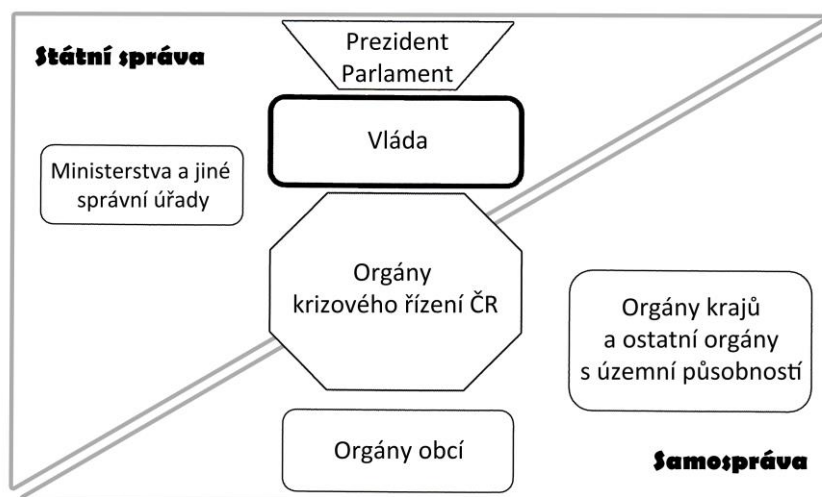 Státní správa
Prezident
Parlament
Vláda
Ministerstva a jiné
správní úřady
Orgány
krizového řízení ČR
Orgány krajů
a ostatní orgány
s územní působností
Orgány obcí
Samospráva